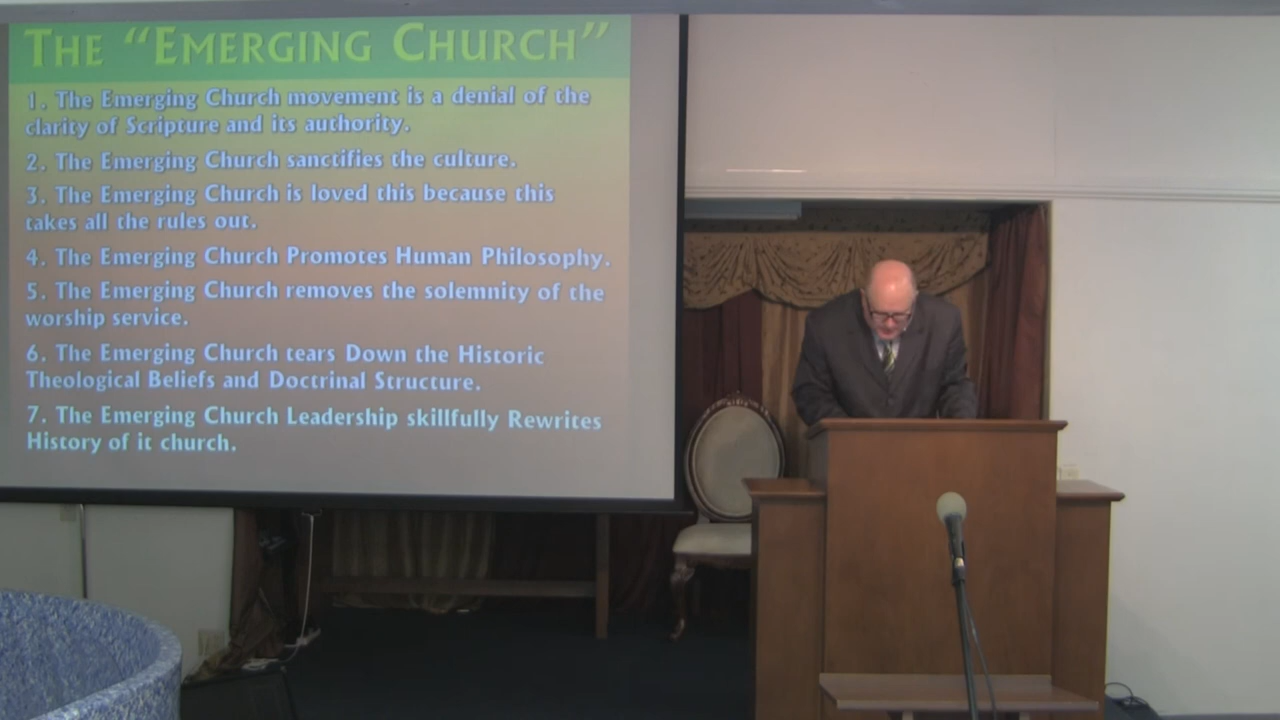 THE “EMERGING CHURCH”
1. The Emerging Church movement is a denial of the
clarity of Scripture and its authority.
2. The Emerging Church sanctifies the culture.
3. The Emerging Church is loved this because this
takes all the rules out.
4. The Emerging Church Promotes Human Philosophy.
5. The Emerging Church removes the solemnity of the
worship service.
6. The Emerging Church tears Down the Historic
Theological Beliefs and Doctrinal Structure.
7. The Emerging Church Leadership skillfully Rewrites
History of it church.